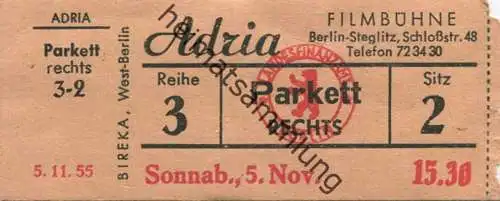 ADRIA
Parkett
rechts
3-2
5. 11. 55
BIREKA, West-Berlin
Adria
FILMBÜHNE
Berlin-Steglitz, Schloßstr. 48
Telefon 72 34 30
Reihe
3
Parkett
RECHTS
Sitz
2
Sonnab., 5. Nov.
15.30
heimatsammlung